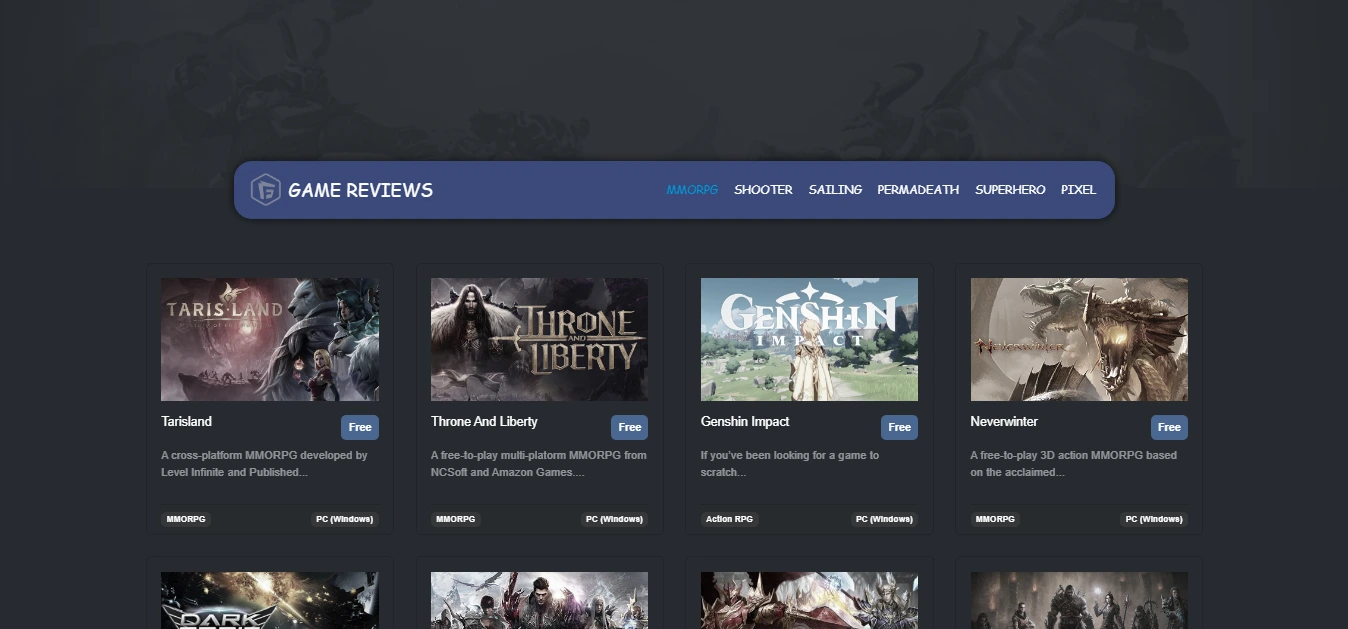 GAME REVIEWS
MMORPG SHOOTER SAILING PERMADEATH SUPERHERO PIXEL
TARISLAND
THRONE
AND
LIBERTY
GENSHIN
IMPACT
NEVERWINTER
Tarisland
Free
A cross-platform MMORPG developed by
Level Infinite and Published...
MMORPG
PC (Windows)
Throne And Liberty
Free
A free-to-play multi-platorm MMORPG from
NCSoft and Amazon Games....
MMORPG
PC (Windows)
Genshin Impact
Free
If you've been looking for a game to
scratch...
Action RPG
PC (Windows)
Neverwinter
Free
A free-to-play 3D action MMORPG based
on the acclaimed...
MMORPG
PC (Windows)
DARK